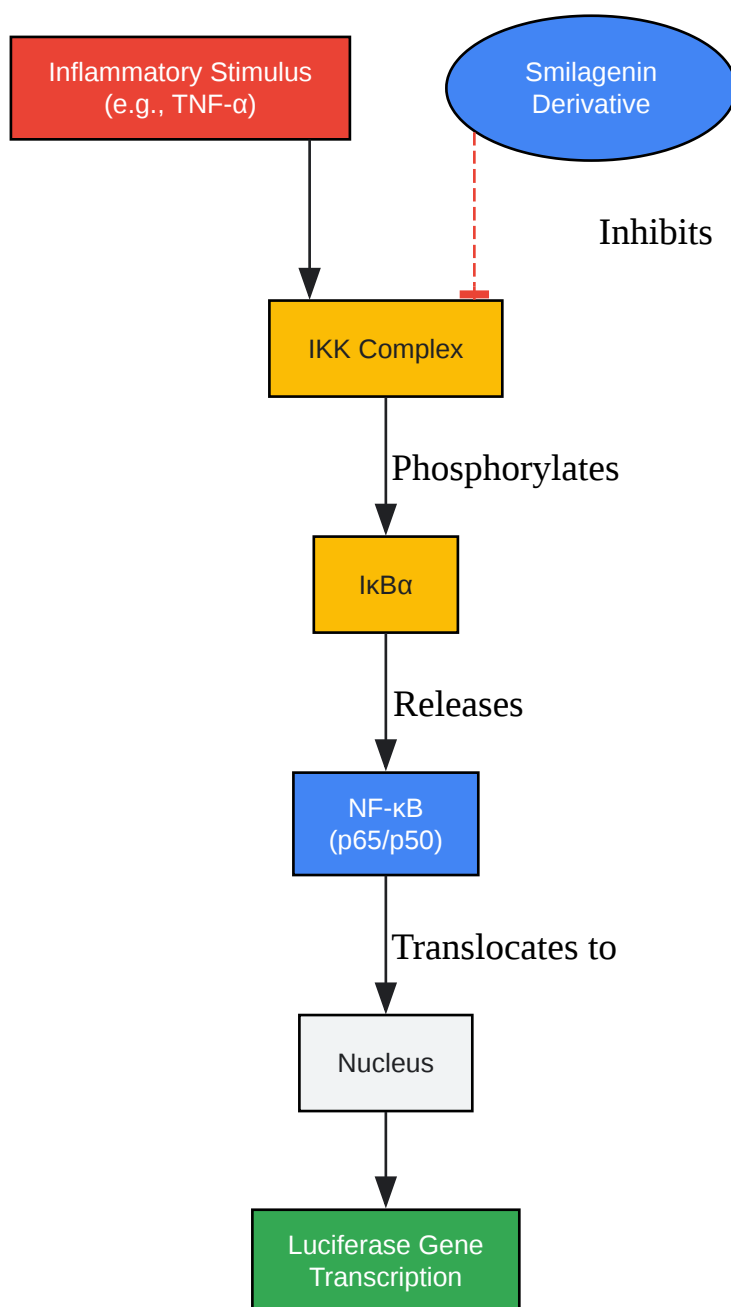 Inflammatory Stimulus
(e.g., TNF-α)
Smilagenin
Derivative
Inhibits
IKK Complex
Phosphorylates
IκBα
Releases
NF-κB
(p65/p50)
Translocates to
Nucleus
Luciferase Gene
Transcription